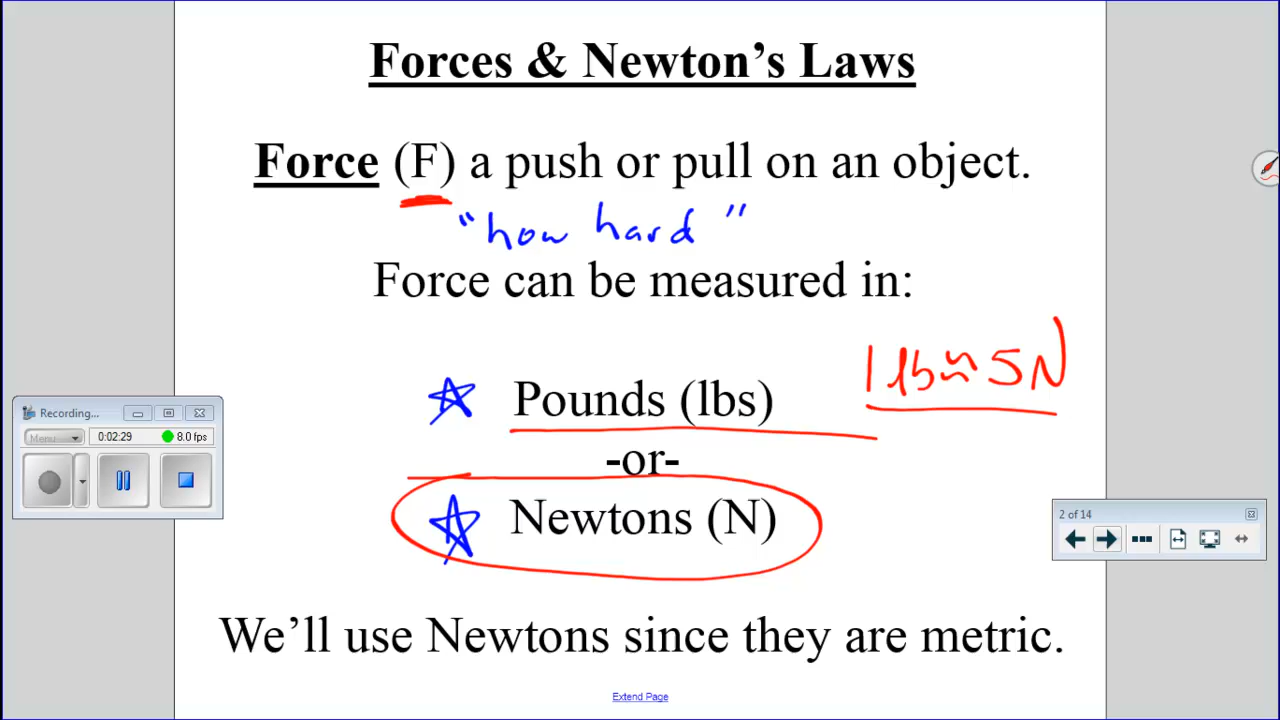 Forces & Newton's Laws
Force (F) a push or pull on an object.
"how hard"
Force can be measured in:
1 lb ≈ 5N
Pounds (lbs)
-or-
Newtons (N)
We'll use Newtons since they are metric.
Extend Page
Recording...
Menu
0:02:29
8.0 fps
2 of 14